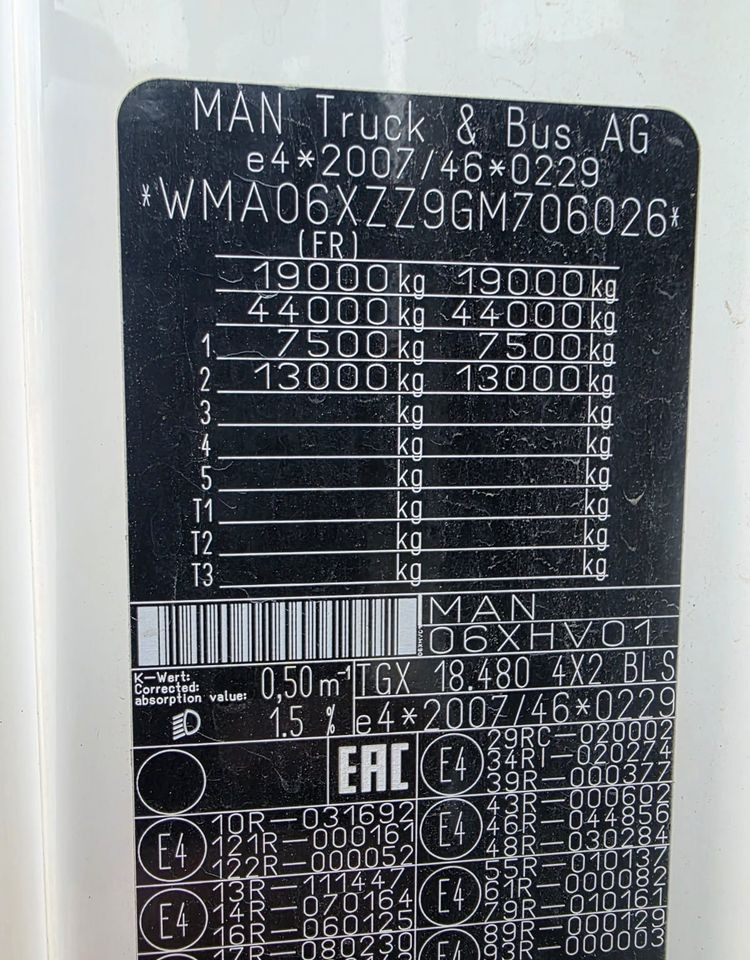 MAN Truck & Bus AG
e4*2007/46*0229
*WMA06XZZ9GM706026*
(FR)
19000 kg 19000 kg
44000 kg 44000 kg
1 7500 kg 7500 kg
2 13000 kg 13000 kg
3 kg kg
4 kg kg
5 kg kg
T1 kg kg
T2 kg kg
T3 kg kg
MAN
06XHV01
K-Wert:
Corrected:
absorption value:
0,50 m⁻¹
1.5 %
TGX 18.480 4X2 BLS
e4*2007/46*0229
EAC
E4
10R-031692
121R-000161
122R-000052
E4
13R-111447
14R-070164
16R-060125
17R-080230
E4
29RC-020002
34RI-020274
39R-000377
E4
43R-000602
46R-044856
48R-030284
E4
55R-010137
61R-000082
79R-010161
E4
89R-000129
93R-000003